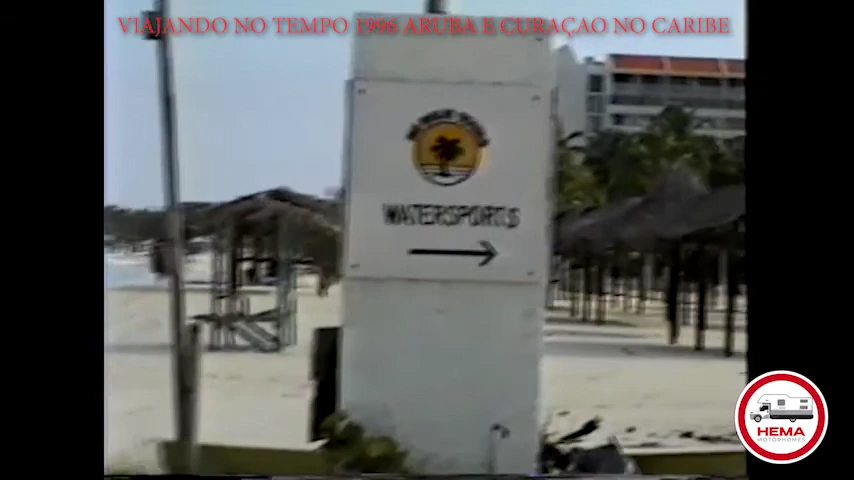 VIAJANDO NO TEMPO 1996 ARUBA E CURAÇAO NO CARIBE
WATERSPORTS
HEMA
MOTORHOMES